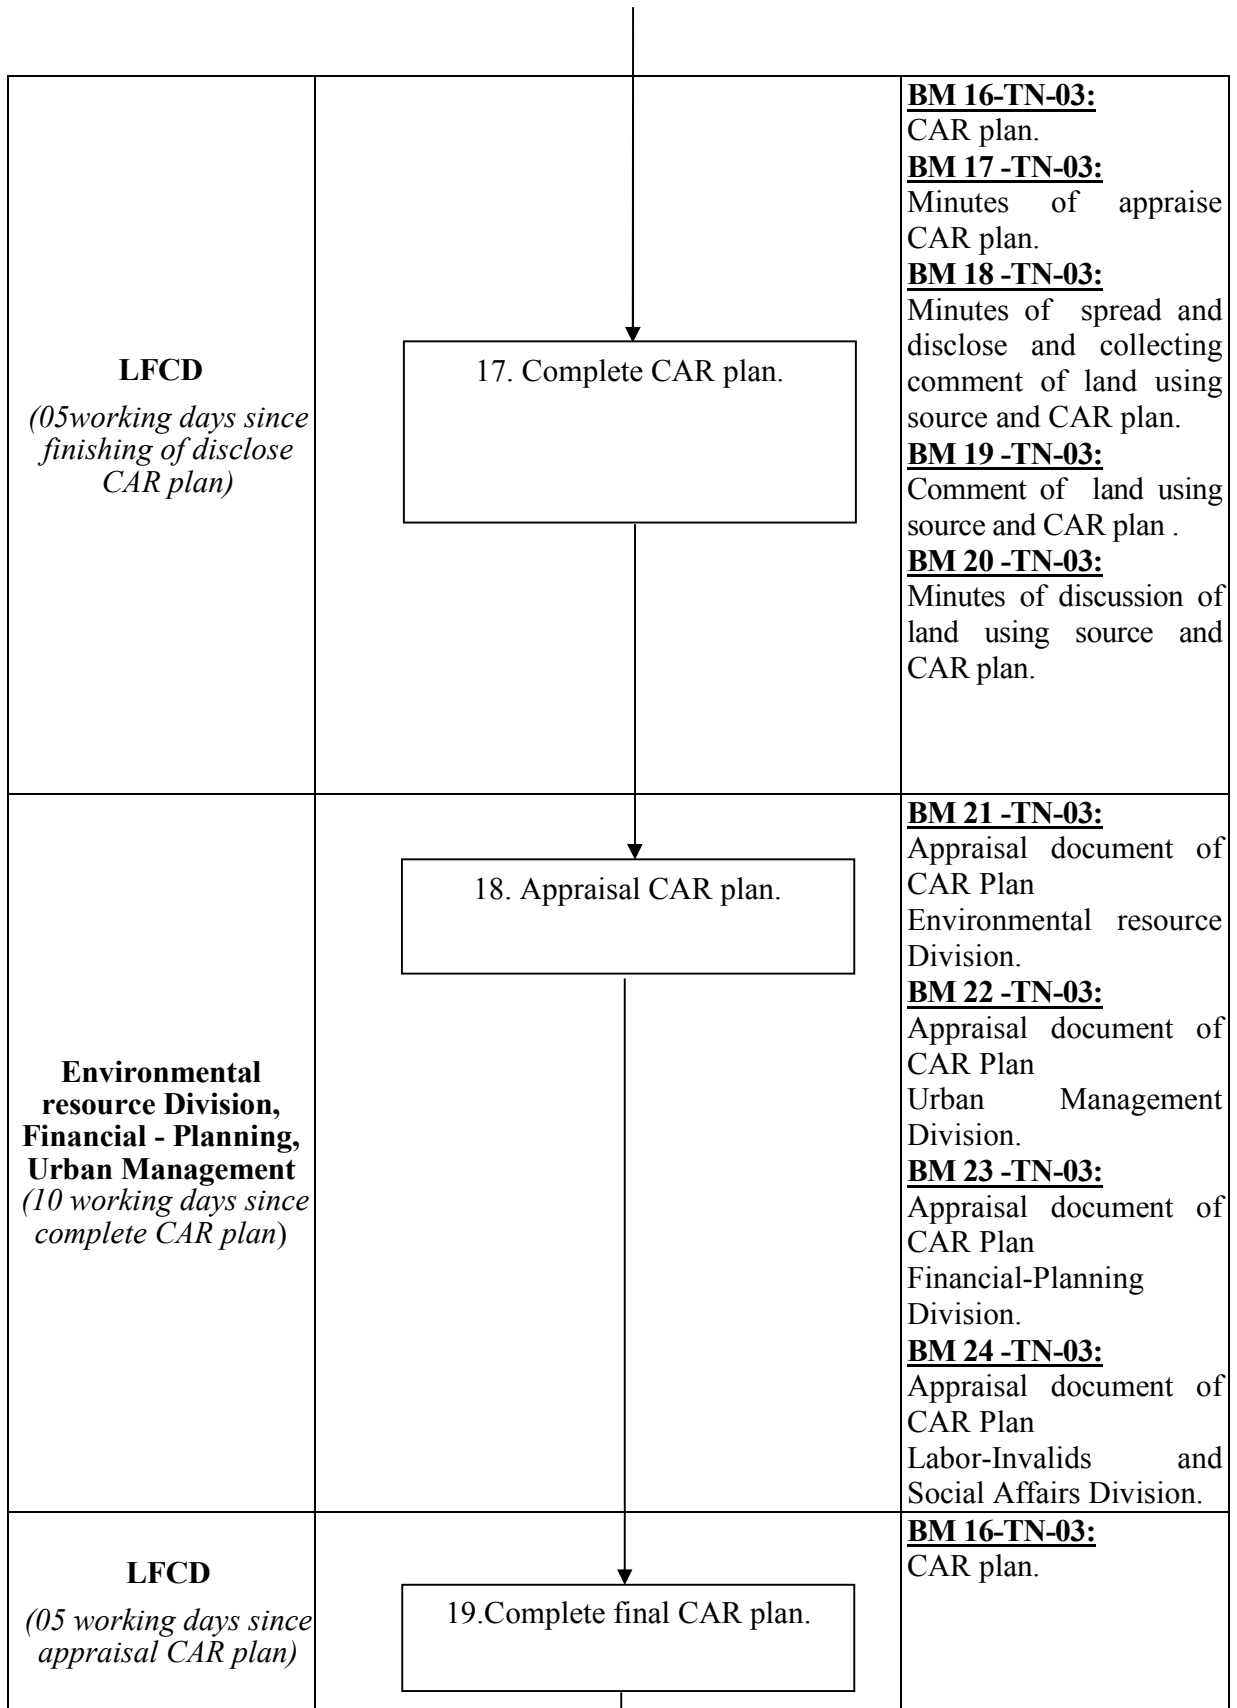 LFCD
(05working days since
finishing of disclose
CAR plan)
17. Complete CAR plan.
BM 16-TN-03:
CAR plan.
BM 17 -TN-03:
Minutes of appraise
CAR plan.
BM 18 -TN-03:
Minutes of spread and
disclose and collecting
comment of land using
source and CAR plan.
BM 19 -TN-03:
Comment of land using
source and CAR plan .
BM 20 -TN-03:
Minutes of discussion of
land using source and
CAR plan.
Environmental
resource Division,
Financial - Planning,
Urban Management
(10 working days since
complete CAR plan)
18. Appraisal CAR plan.
BM 21 -TN-03:
Appraisal document of
CAR Plan
Environmental resource
Division.
BM 22 -TN-03:
Appraisal document of
CAR Plan
Urban Management
Division.
BM 23 -TN-03:
Appraisal document of
CAR Plan
Financial-Planning
Division.
BM 24 -TN-03:
Appraisal document of
CAR Plan
Labor-Invalids and
Social Affairs Division.
LFCD
(05 working days since
appraisal CAR plan)
19.Complete final CAR plan.
BM 16-TN-03:
CAR plan.